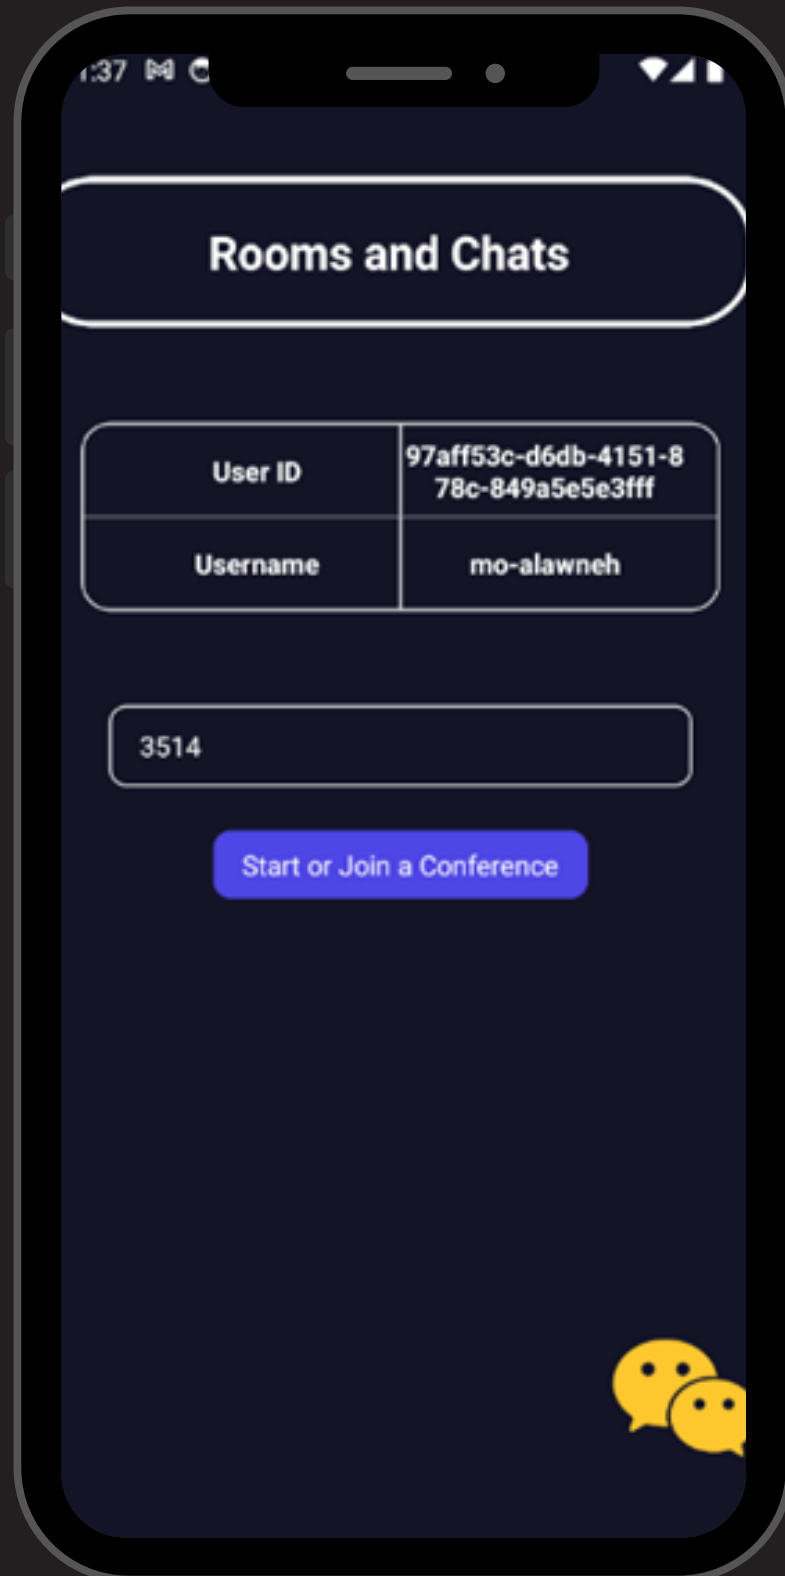 1:37
Rooms and Chats
User ID
97aff53c-d6db-4151-8
78c-849a5e5e3fff
Username
mo-alawneh
3514
Start or Join a Conference